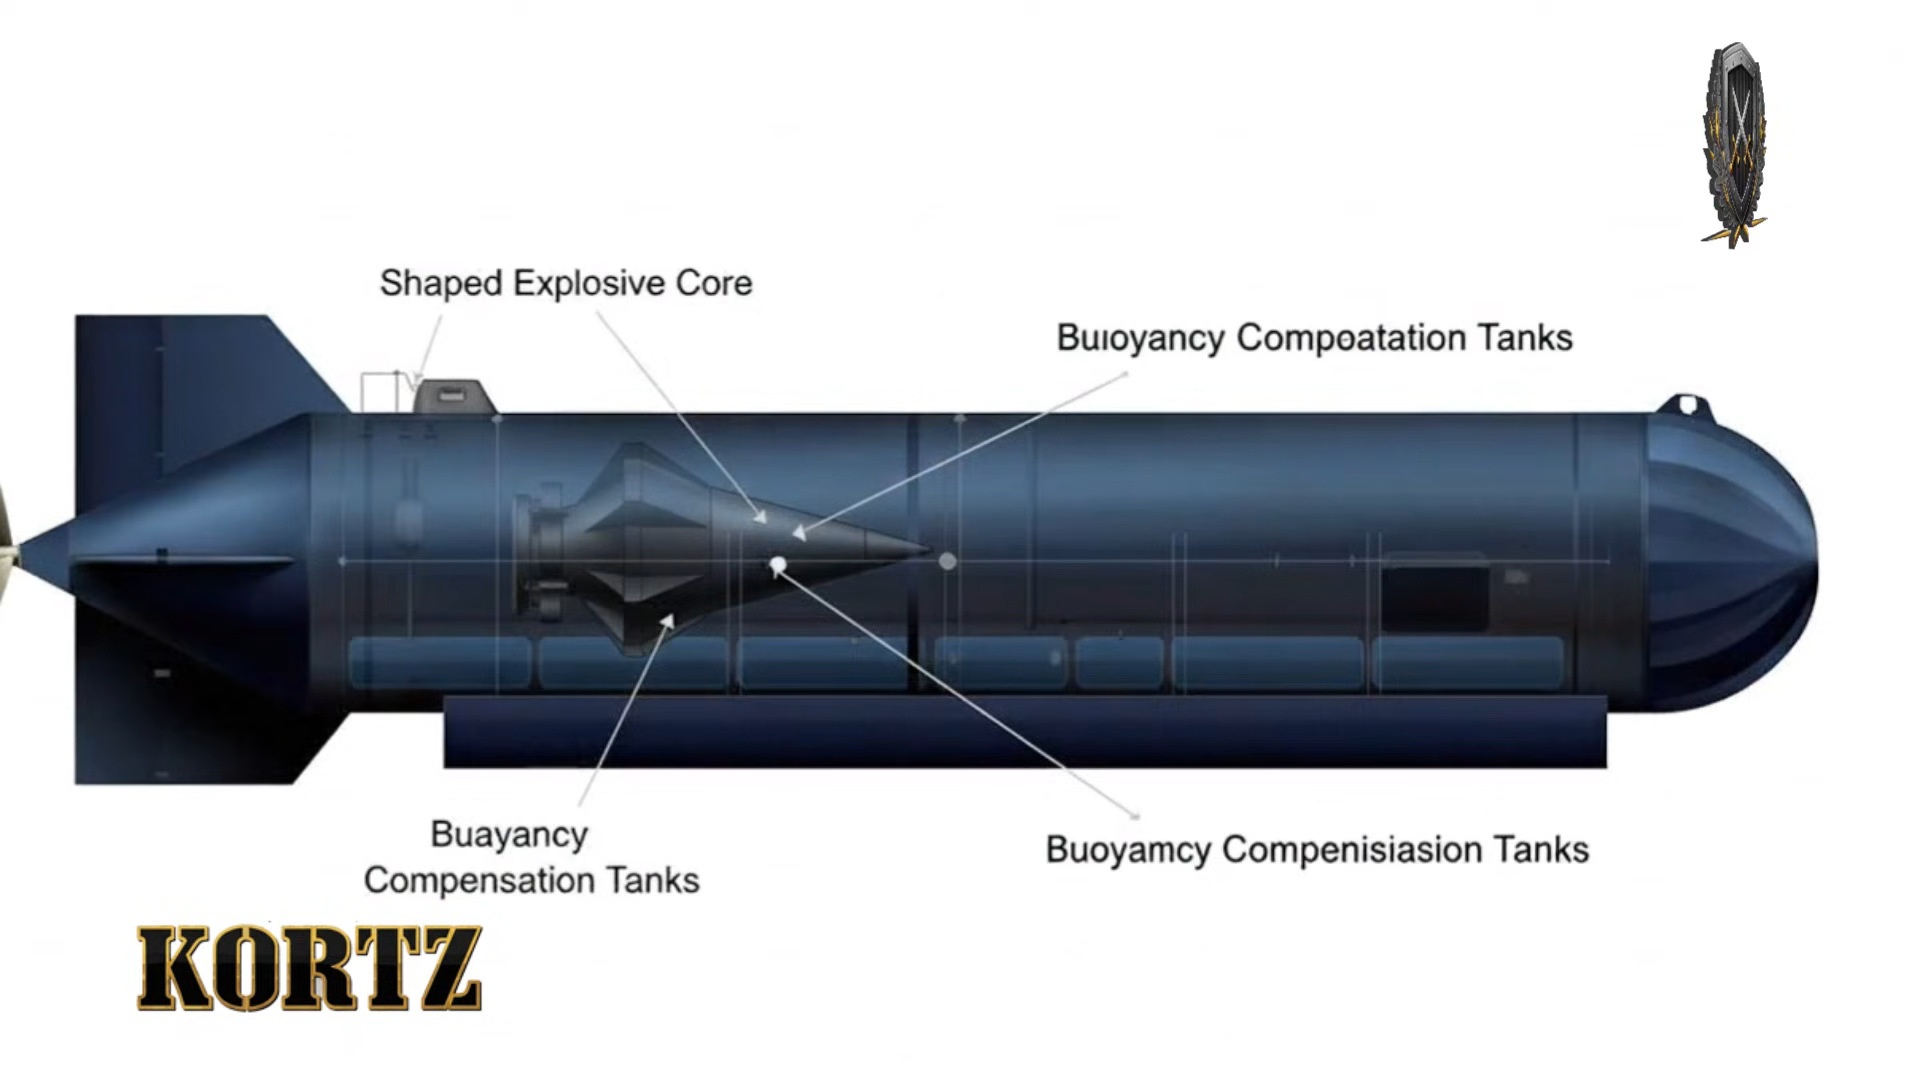 Shaped Explosive Core
Buıoyancy Compoatation Tanks
Buayancy
Compensation Tanks
Buoyamcy Compenisiasion Tanks
KORTZ